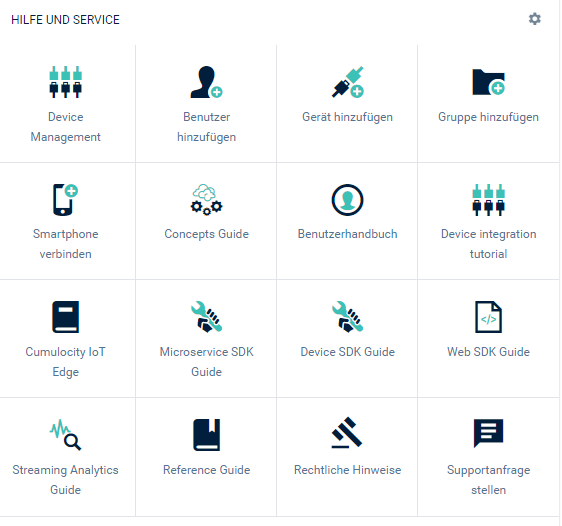 HILFE UND SERVICE
Device
Management
Benutzer
hinzufügen
Gerät hinzufügen
Gruppe hinzufügen
Smartphone
verbinden
Concepts Guide
Benutzerhandbuch
Device integration
tutorial
Cumulocity IoT
Edge
Microservice SDK
Guide
Device SDK Guide
</>
Web SDK Guide
Streaming Analytics
Guide
Reference Guide
Rechtliche Hinweise
Supportanfrage
stellen